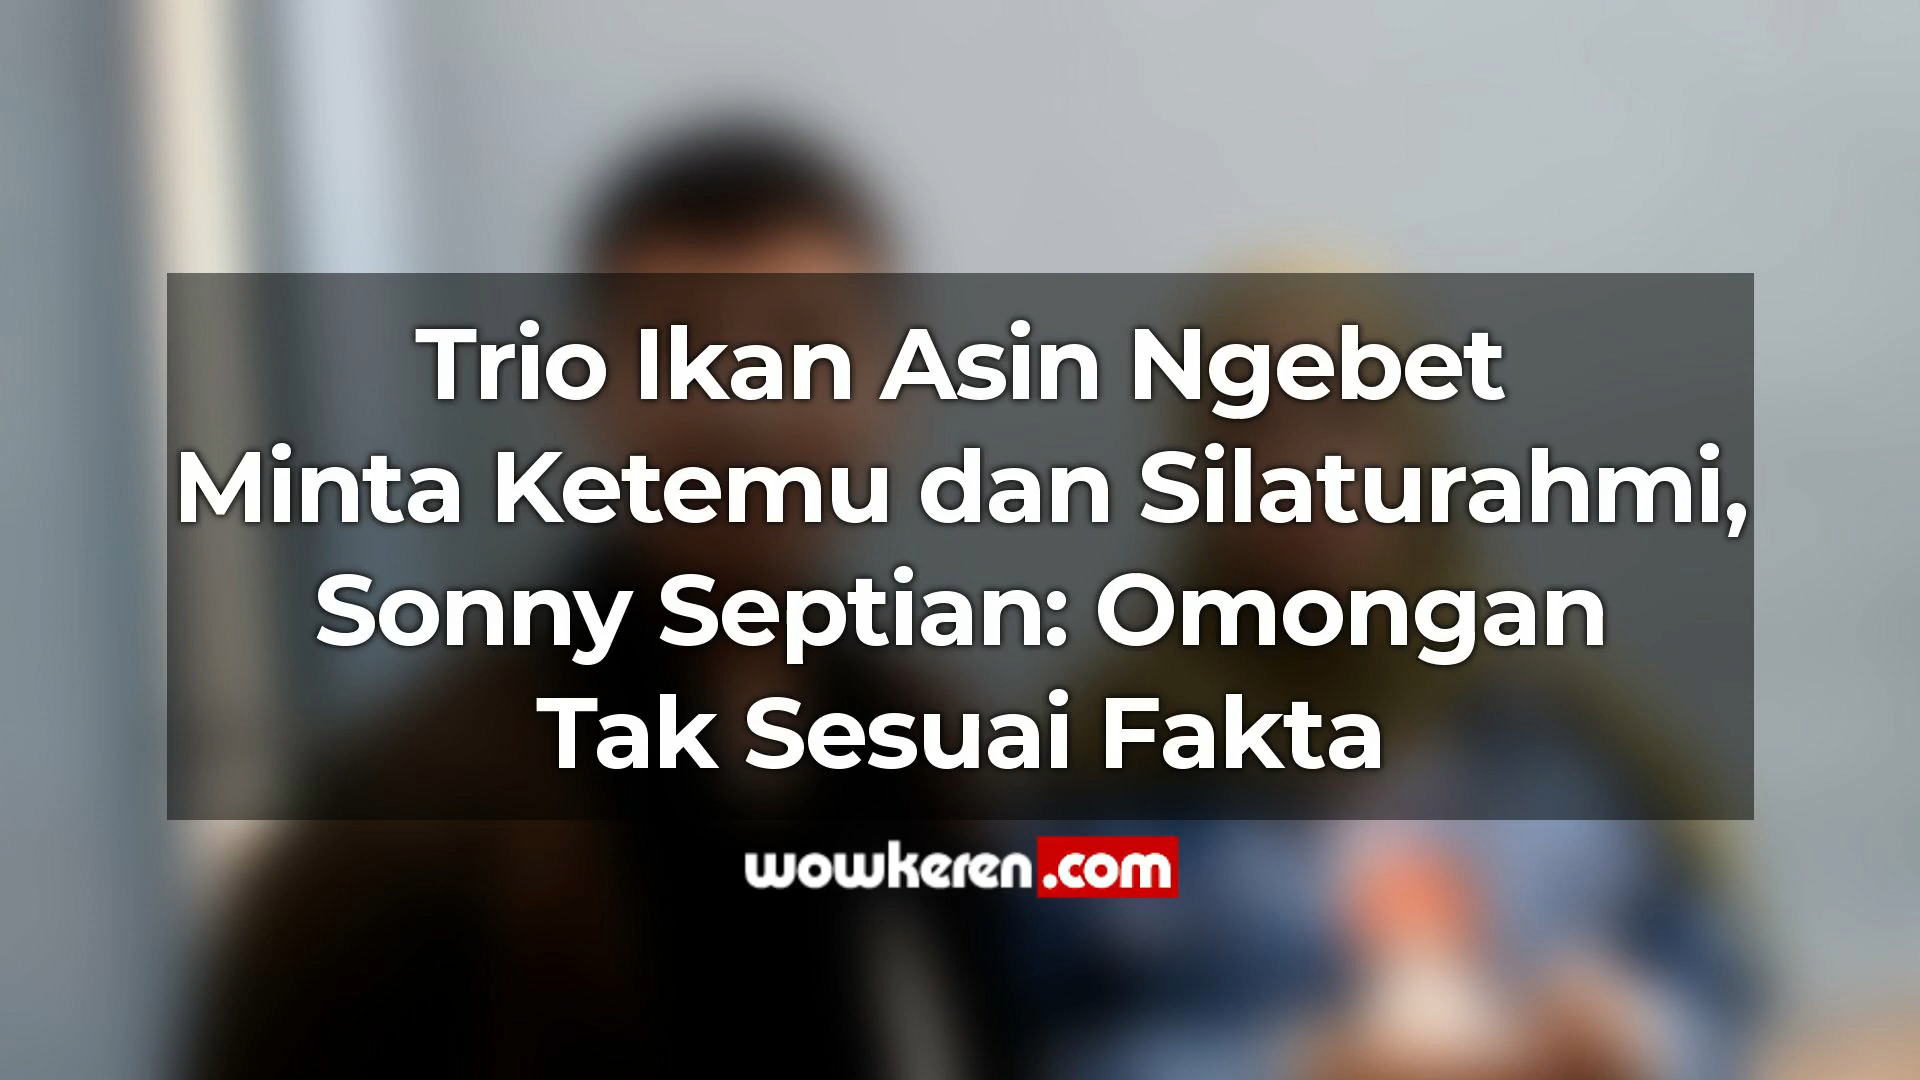 Trio Ikan Asin Ngebet
Minta Ketemu dan Silaturahmi,
Sonny Septian: Omongan
Tak Sesuai Fakta
wowkeren.com